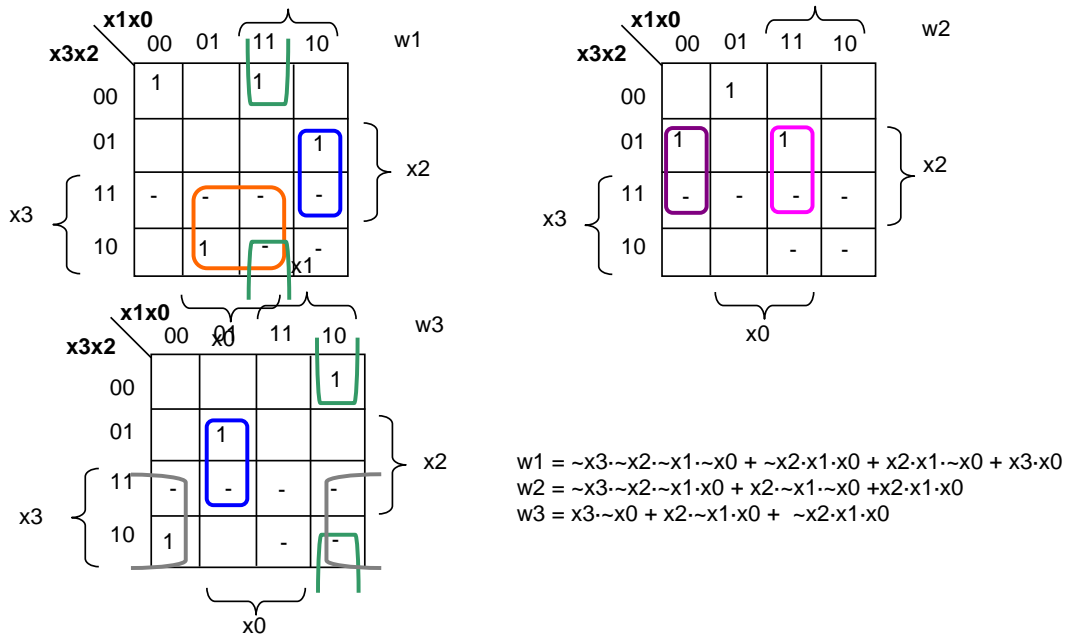 x1x0
x3x2
00 01 11 10 w1
00 1 1
01 1
x2
11 - - - -
x3
10 1 - -
x1
x0
x1x0
x3x2
00 01 11 10 w2
00 1
01 1 1
x2
11 - - - -
x3
10 - -
x0
x1x0
x3x2
00 01 11 10 w3
00 1
01 1
x2
11 - - - -
x3
10 1 - -
x0
w1 = ~x3·~x2·~x1·~x0 + ~x2·x1·x0 + x2·x1·~x0 + x3·x0
w2 = ~x3·~x2·~x1·x0 + x2·~x1·~x0 +x2·x1·x0
w3 = x3·~x0 + x2·~x1·x0 + ~x2·x1·x0